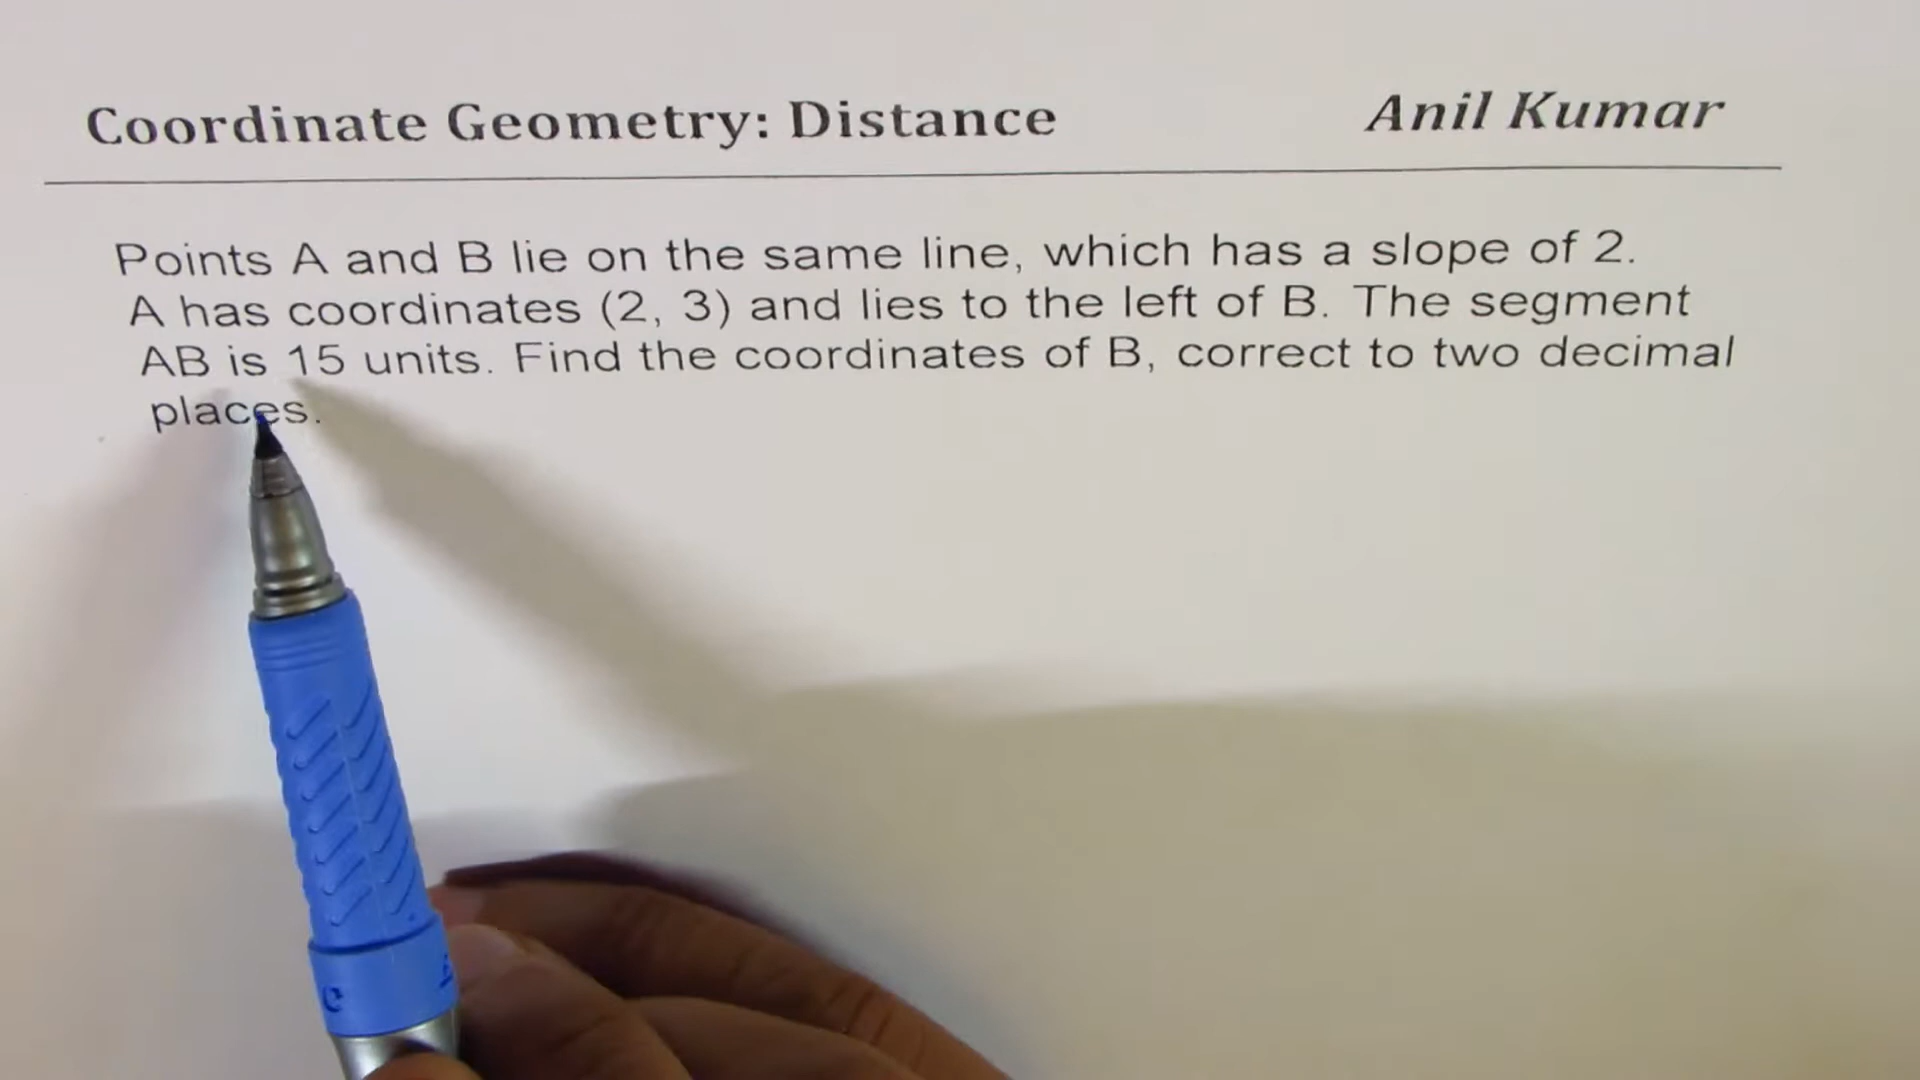 Coordinate Geometry: Distance
Anil Kumar
Points A and B lie on the same line, which has a slope of 2.
A has coordinates (2, 3) and lies to the left of B. The segment
AB is 15 units. Find the coordinates of B, correct to two decimal
places.